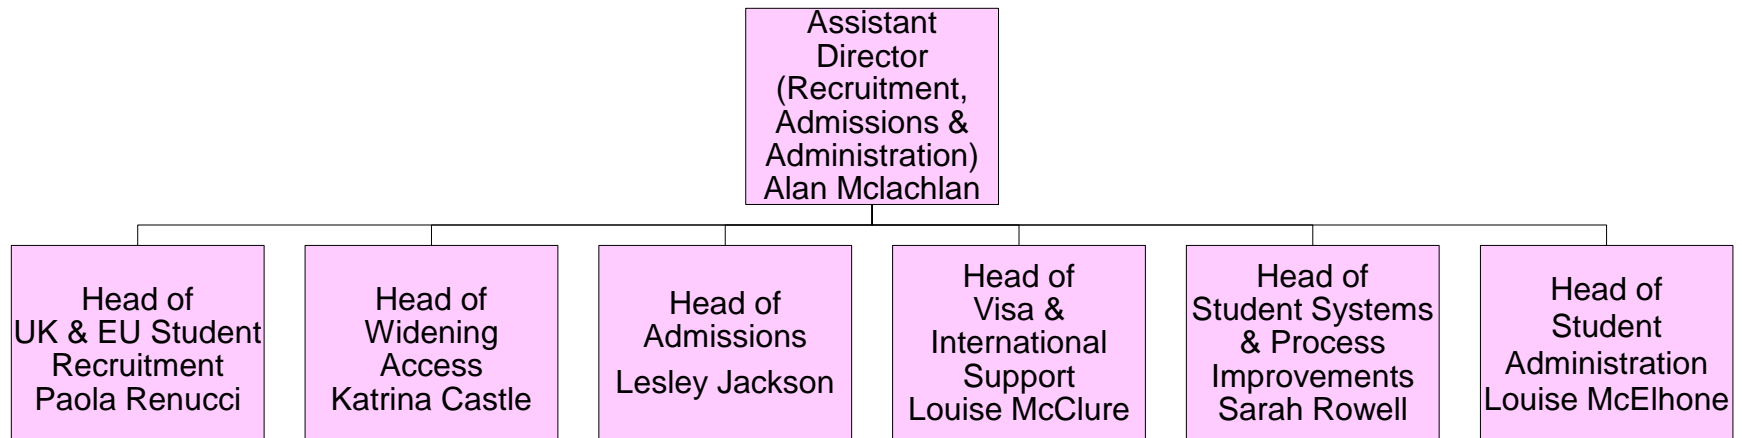 Assistant
Director
(Recruitment,
Admissions &
Administration)
Alan Mclachlan
Head of
UK & EU Student
Recruitment
Paola Renucci
Head of
Widening
Access
Katrina Castle
Head of
Admissions
Lesley Jackson
Head of
Visa &
International
Support
Louise McClure
Head of
Student Systems
& Process
Improvements
Sarah Rowell
Head of
Student
Administration
Louise McElhone